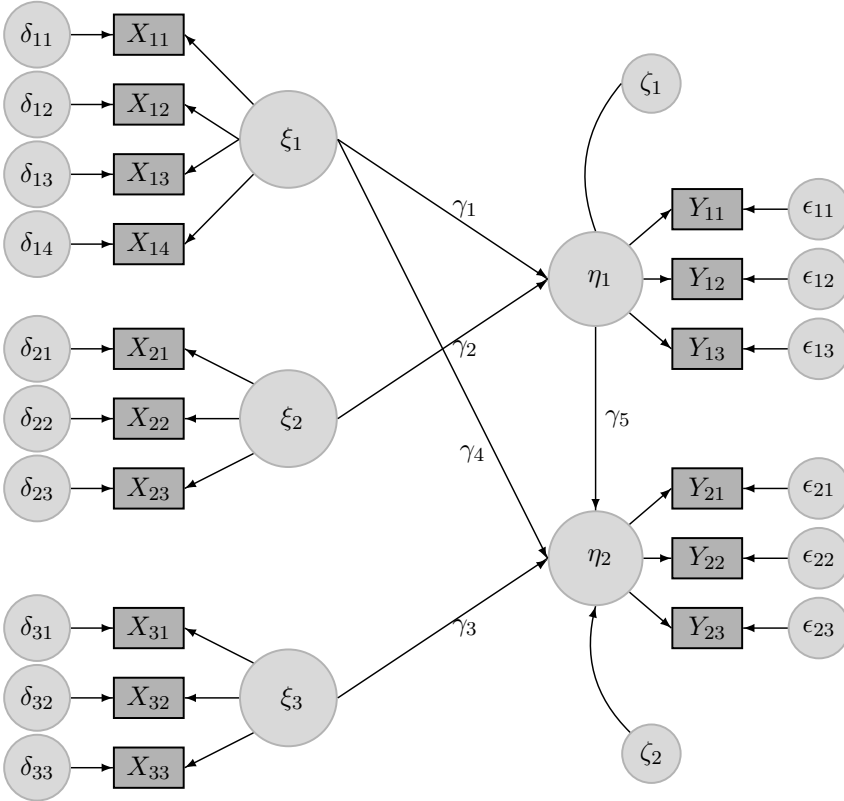 δ₁₁ X₁₁
δ₁₂ X₁₂
δ₁₃ X₁₃
δ₁₄ X₁₄
ξ₁
δ₂₁ X₂₁
δ₂₂ X₂₂
δ₂₃ X₂₃
ξ₂
δ₃₁ X₃₁
δ₃₂ X₃₂
δ₃₃ X₃₃
ξ₃
γ₁
γ₂
γ₄
γ₃
ζ₁
η₁
Y₁₁ ϵ₁₁
Y₁₂ ϵ₁₂
Y₁₃ ϵ₁₃
γ₅
η₂
Y₂₁ ϵ₂₁
Y₂₂ ϵ₂₂
Y₂₃ ϵ₂₃
ζ₂